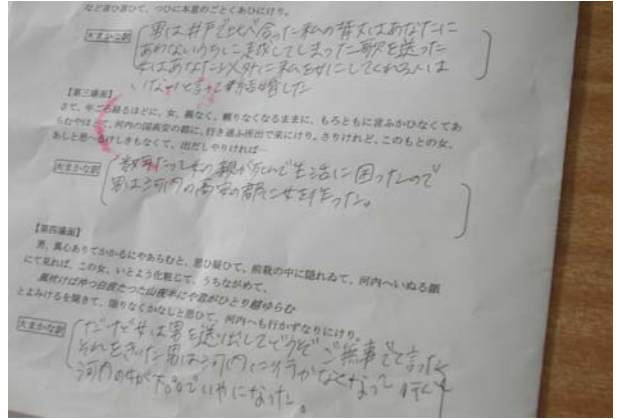 などと言ひ言ひて、つひに本意のごとくあひにけり。
大まかな訳
男は井戸で比べ合った私の背丈はあなたに
あわないうちに越してしまった歌を送った
女はあなた以外に私を女にしてくれる人は
いないと言って結婚した
【第三場面】
さて、年ごろ経るほどに、女、親なく、頼りなくなるままに、もろともに言ふかひなくてあ
らむやはとて、河内の国高安の郡に、行き通ふ所出で来にけり。さりけれど、このもとの女、
あしと思へるけしきもなくて、出だしやりければ
大まかな訳
数年たって女の親が死んで生活に困ったので
男は河内の高安の郡に女を作った。
【第四場面】
男、異心ありてかかるにやあらむと、思ひ疑ひて、前栽の中に隠れゐて、河内へいぬる顔
にて見れば、この女、いとよう化粧じて、うちながめて、
風吹けば沖つ白波たつた山夜半にや君がひとり越ゆらむ
とよみけるを聞きて、限りなくかなしと思ひて、河内へも行かずなりにけり。
大まかな訳
だけど女は男を送り出してどうぞご無事でと言った
それをきいた男は河内に行かなくなって
河内の女が下品でいやになった。